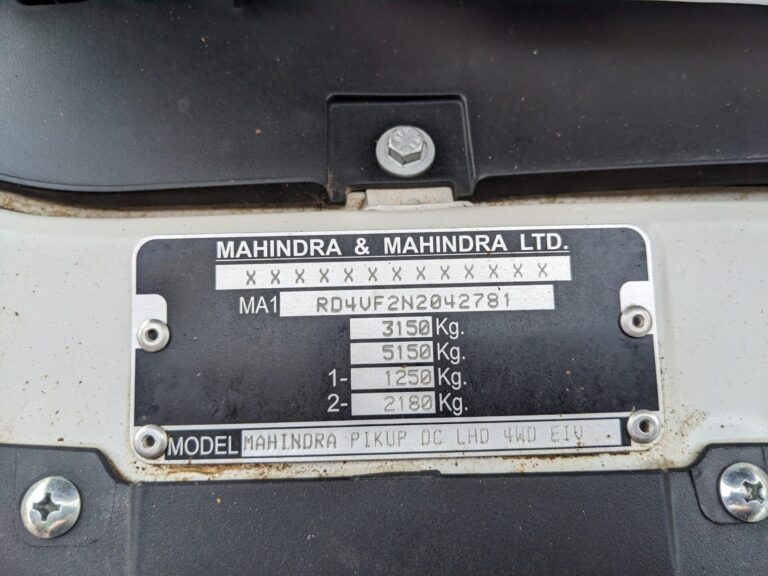 MAHINDRA & MAHINDRA LTD.
X X X X X X X X X X X X X
MA1 RD4VF2N2042781
3150 Kg.
5150 Kg.
1- 1250 Kg.
2- 2180 Kg.
MODEL MAHINDRA PIKUP DC LHD 4WD EIV